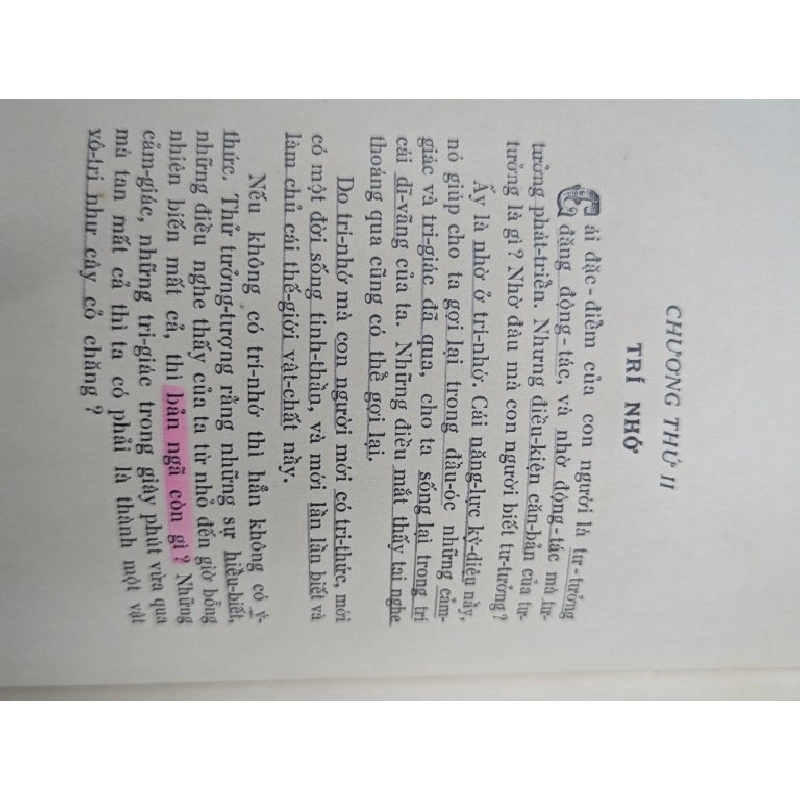 CHƯƠNG THỨ II
TRÍ NHỚ
Cái đặc-điểm của con người là tư-tưởng
đằng động-tác, và nhờ động-tác mà tư-
tưởng phát-triển. Nhưng điều-kiện căn-bản của tư-
tưởng là gì? Nhờ đâu mà con người biết tư-tưởng?
Ấy là nhờ ở trí-nhớ. Cái năng-lực kỳ-diệu này,
nó giúp cho ta gọi lại trong đầu-óc những cảm-
giác và tri-giác đã qua, cho ta sống lại trong trí
cái dĩ-vãng của ta. Những điều mắt thấy tai nghe
thoáng qua cũng có thể gọi lại.
Do trí-nhớ mà con người mới có tri-thức, mới
có một đời sống tinh-thần, và mới lần lần biết và
làm chủ cái thế-giới vật-chất này.
Nếu không có trí-nhớ thì hẳn không có ý-
thức. Thử tưởng-tượng rằng những sự hiểu-biết,
những điều nghe thấy của ta từ nhỏ đến giờ bỗng
nhiên biến mất cả, thì bản ngã còn gì? Những
cảm-giác, những tri-giác trong giây phút vừa qua
mà tan mất cả thì ta có phải là thành một vật
vô-tri như cây cỏ chăng?